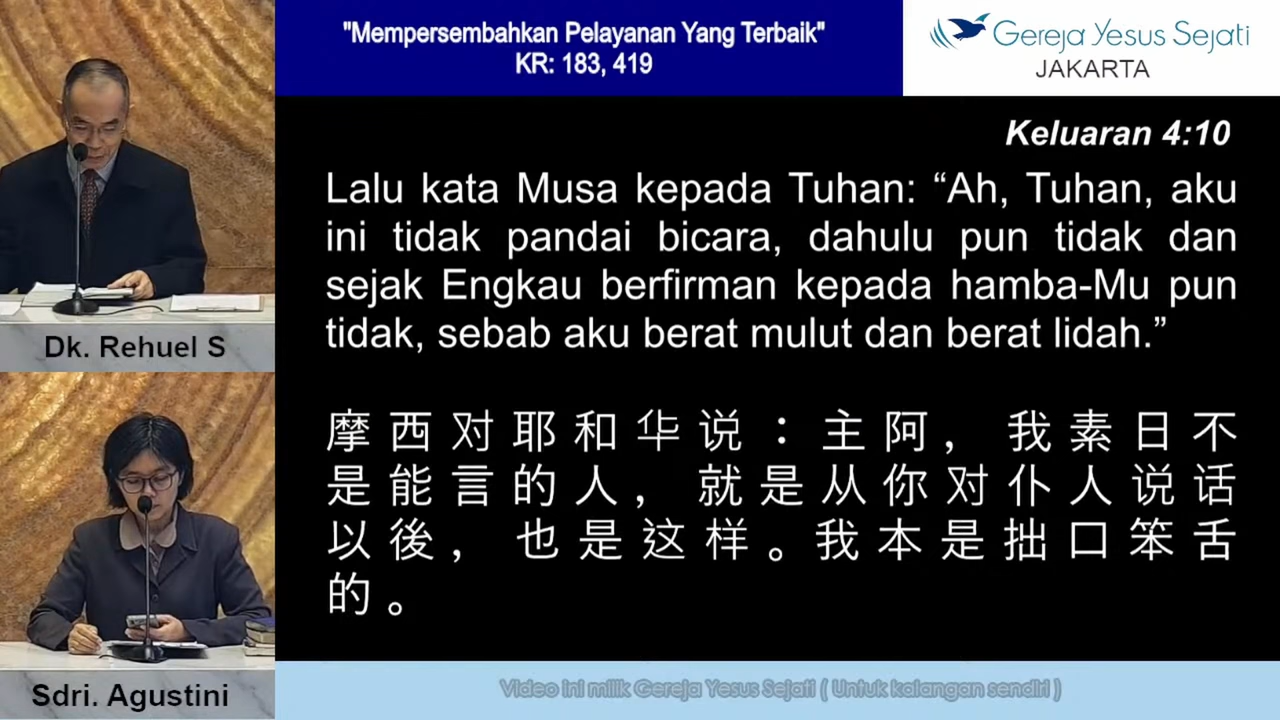 "Mempersembahkan Pelayanan Yang Terbaik"
KR: 183, 419
Gereja Yesus Sejati
JAKARTA
Keluaran 4:10
Lalu kata Musa kepada Tuhan: “Ah, Tuhan, aku
ini tidak pandai bicara, dahulu pun tidak dan
sejak Engkau berfirman kepada hamba-Mu pun
tidak, sebab aku berat mulut dan berat lidah.”
摩西对耶和华说：主阿，我素日不
是能言的人，就是从你对仆人说话
以後，也是这样。我本是拙口笨舌
的。
Dk. Rehuel S
Sdri. Agustini
Video ini milik Gereja Yesus Sejati ( Untuk kalangan sendiri )